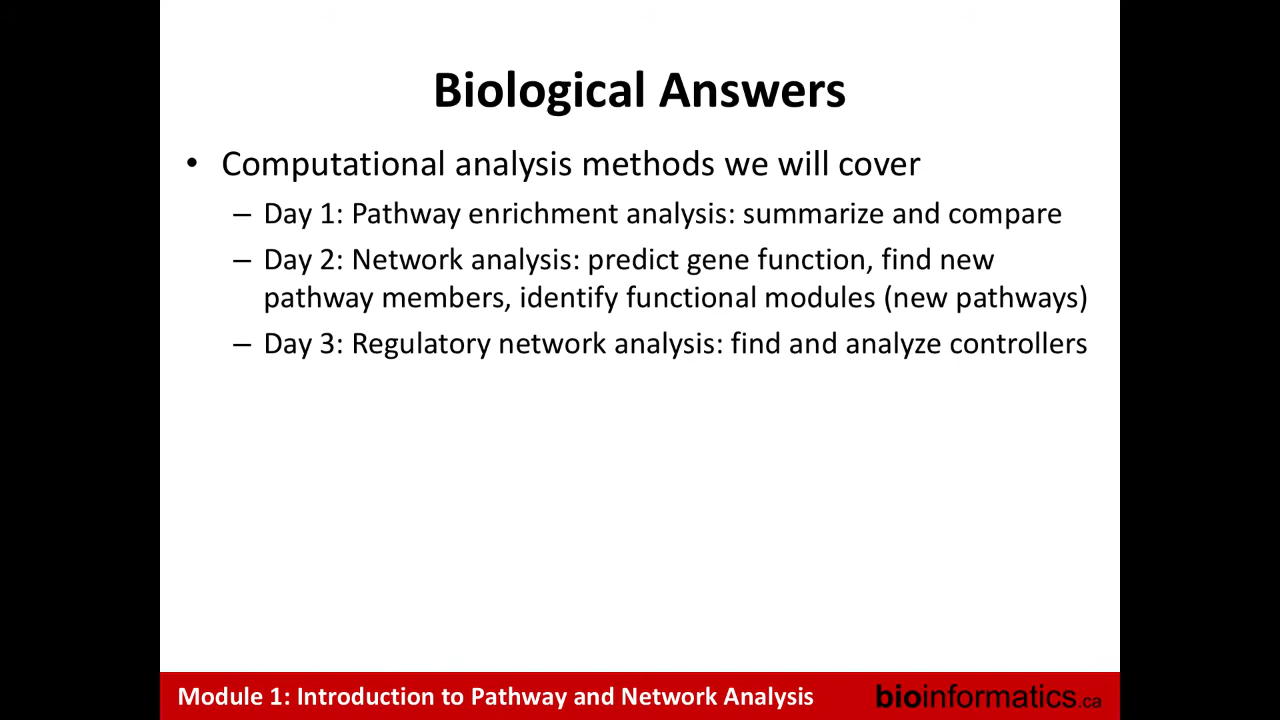 Biological Answers
• Computational analysis methods we will cover
– Day 1: Pathway enrichment analysis: summarize and compare
– Day 2: Network analysis: predict gene function, find new
pathway members, identify functional modules (new pathways)
– Day 3: Regulatory network analysis: find and analyze controllers
Module 1: Introduction to Pathway and Network Analysis
bioinformatics.ca